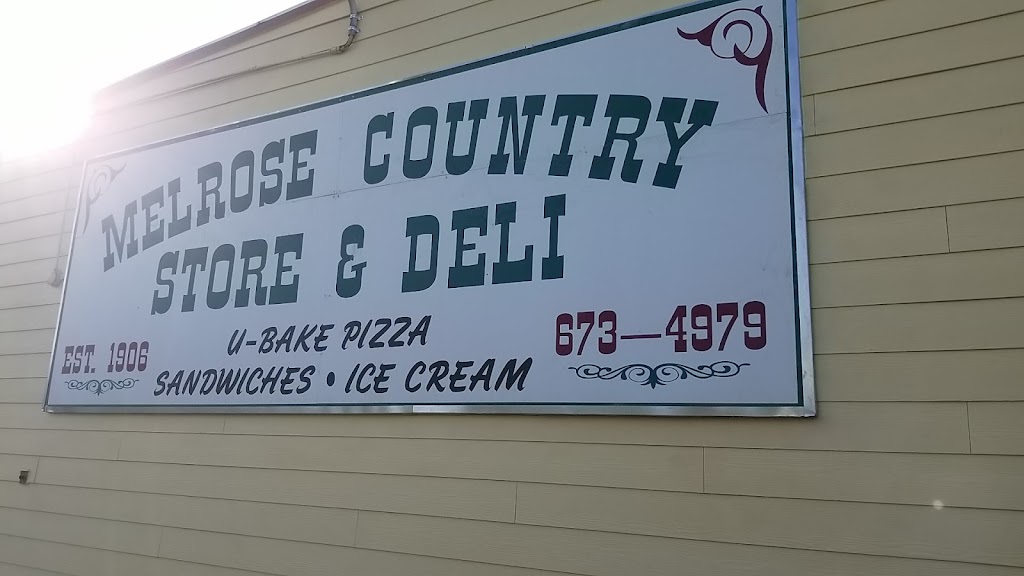 MELROSE COUNTRY
STORE & DELI
U-BAKE PIZZA
SANDWICHES • ICE CREAM
EST. 1906
673—4979